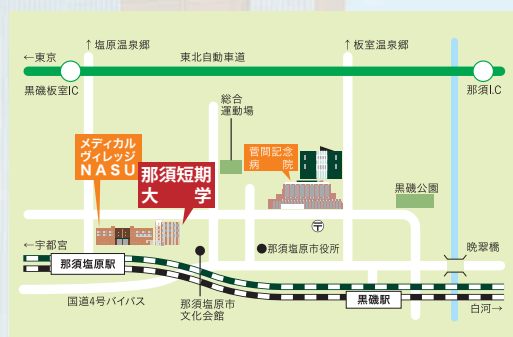 ↑塩原温泉郷
↑板室温泉郷
←東京
東北自動車道
黒磯板室IC
那須I.C
総合
運動場
メディカル
ヴィレッジ
NASU
菅間記念
病院
那須短期
大学
黒磯公園
〒
←宇都宮
●那須塩原市役所
晩翠橋
那須塩原駅
国道4号バイパス
那須塩原市
文化会館
黒磯駅
白河→